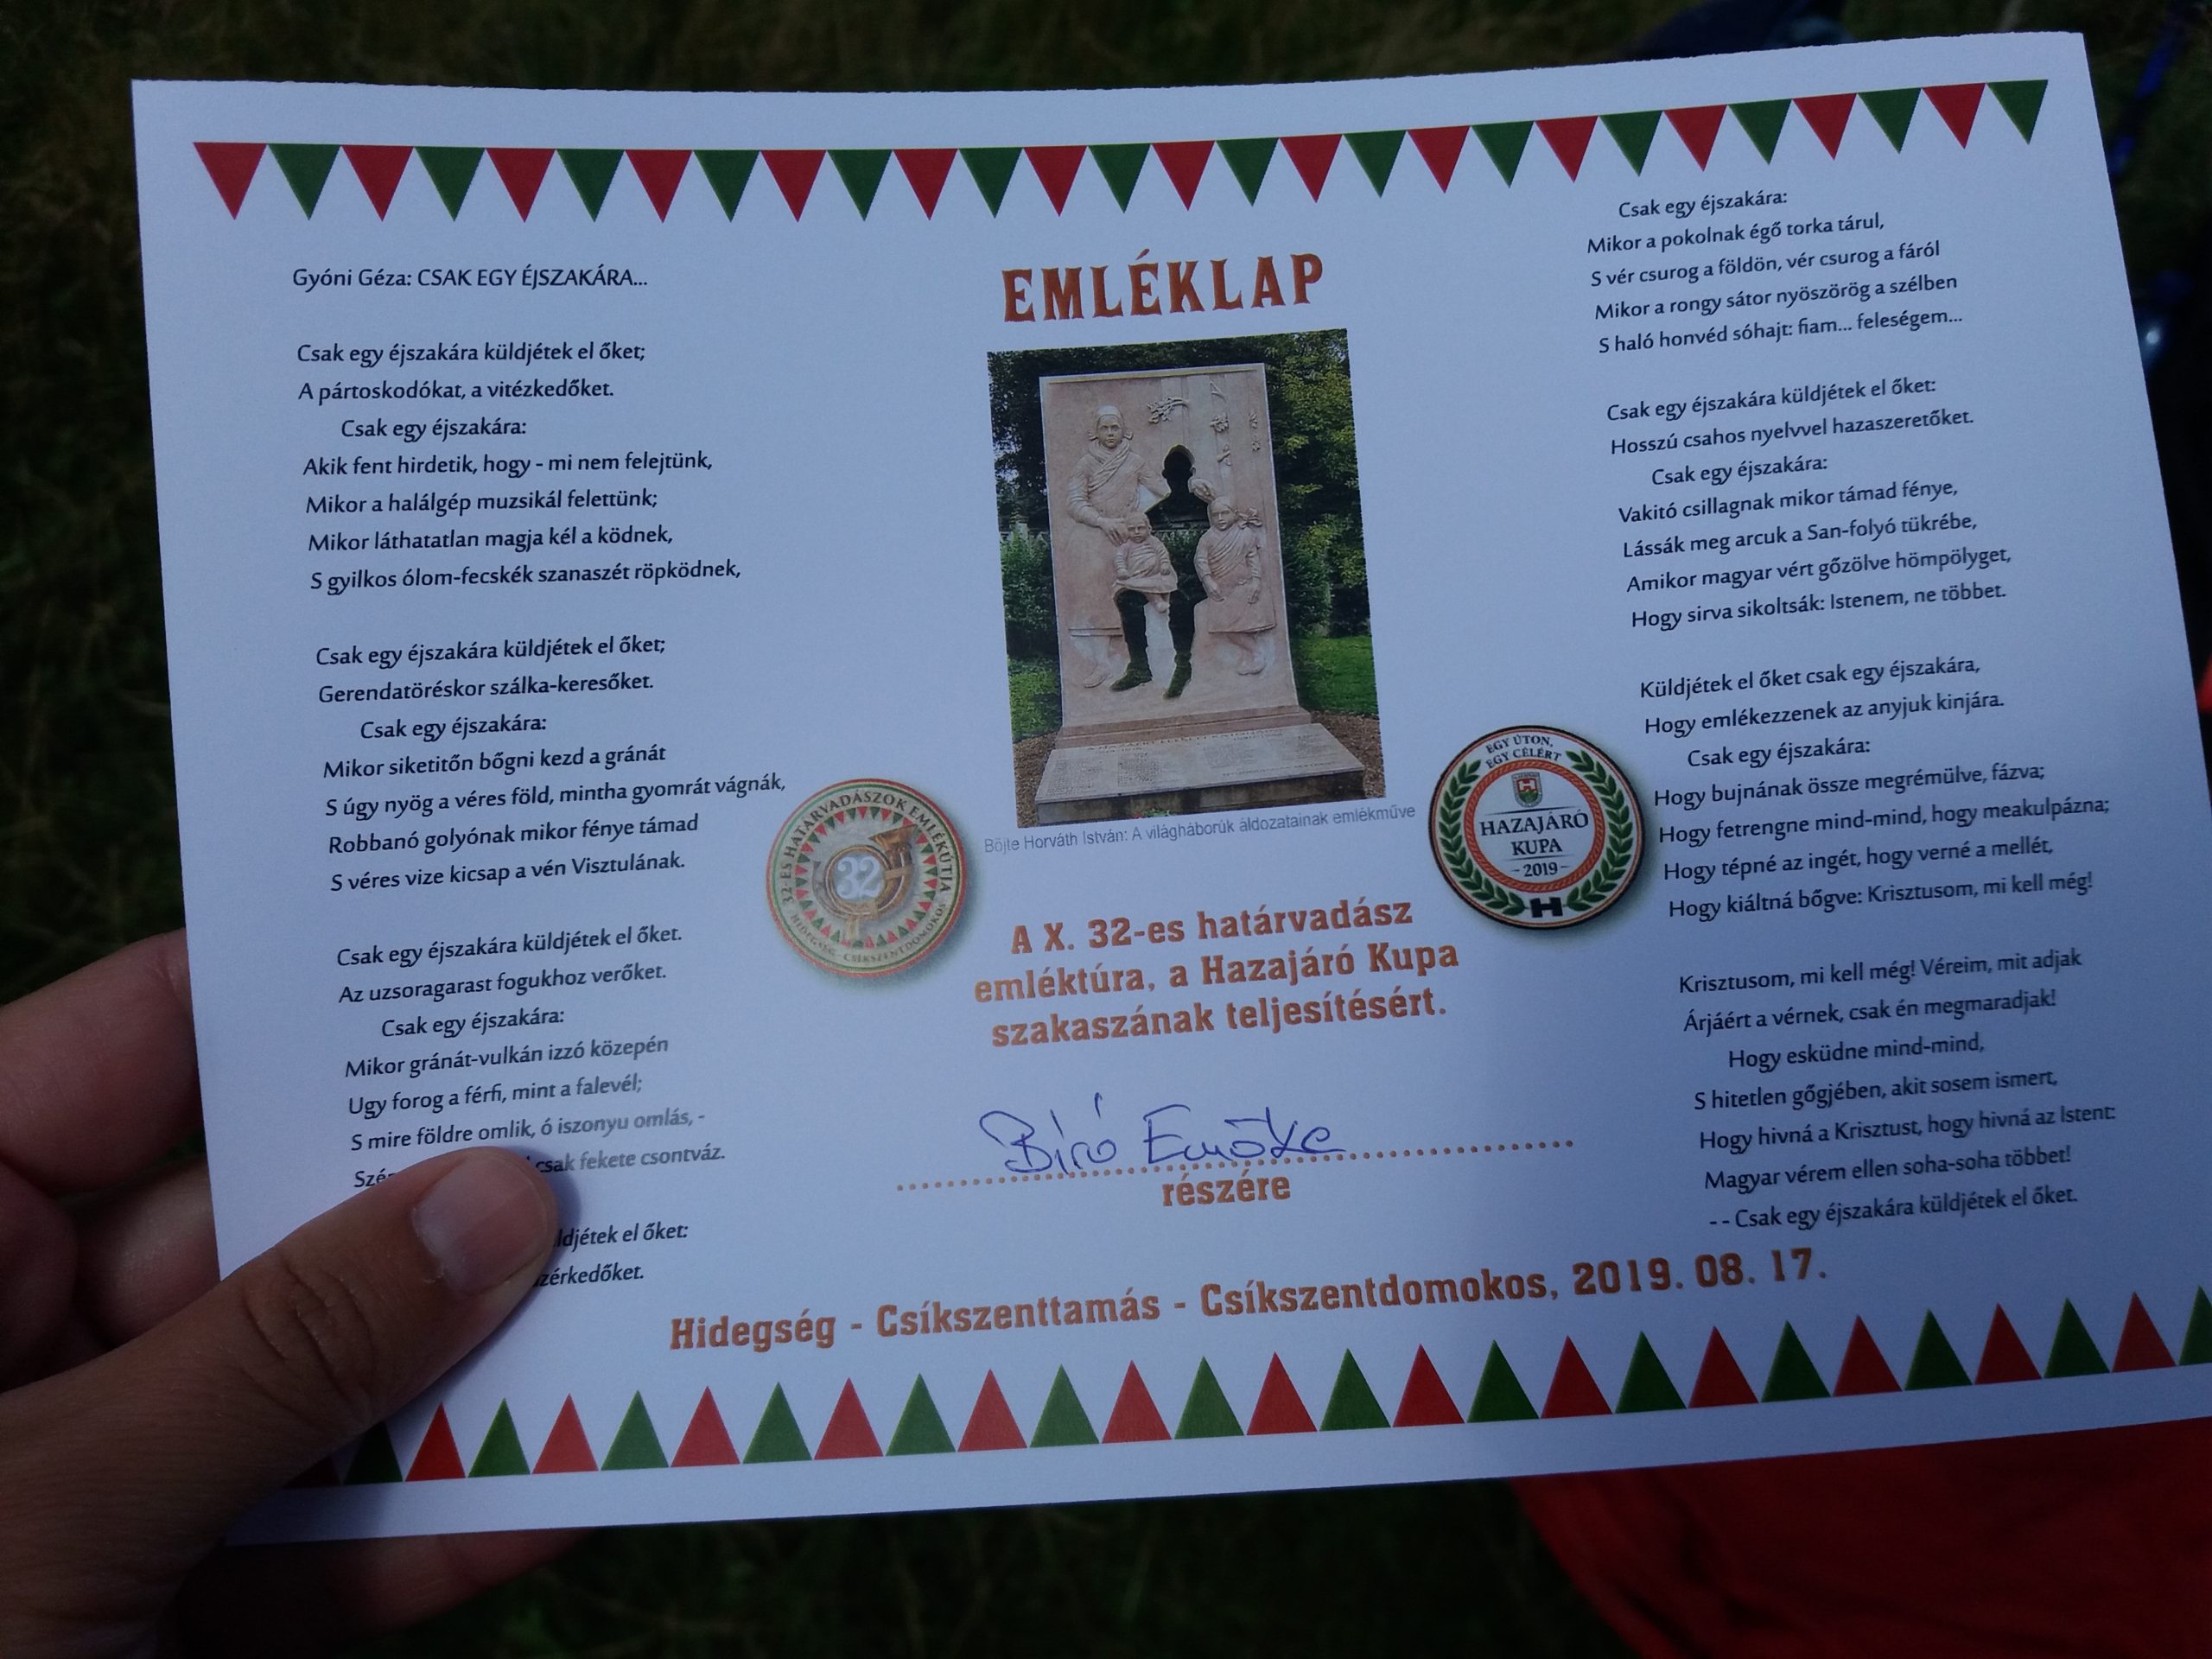 Gyóni Géza: CSAK EGY ÉJSZAKÁRA...
Csak egy éjszakára küldjétek el őket;
A pártoskodókat, a vitézkedőket.
Csak egy éjszakára:
Akik fent hirdetik, hogy - mi nem felejtünk,
Mikor a halálgép muzsikál felettünk;
Mikor láthatatlan magja kél a ködnek,
S gyilkos ólom-fecskék szanaszét röpködnek,
Csak egy éjszakára küldjétek el őket;
Gerendatöréskor szálka-keresőket.
Csak egy éjszakára:
Mikor siketitőn bőgni kezd a gránát
S úgy nyög a véres föld, mintha gyomrát vágnák,
Robbanó golyónak mikor fénye támad
S véres vize kicsap a vén Visztulának.
Csak egy éjszakára küldjétek el őket.
Az uzsoragarast fogukhoz verőket.
Csak egy éjszakára:
Mikor gránát-vulkán izzó közepén
Ugy forog a férfi, mint a falevél;
S mire földre omlik, ó iszonyu omlás, -
csak fekete csontváz.
ldjétek el őket:
zérkedőket.
EMLÉKLAP
Böjte Horváth István: A világháborúk áldozatainak emlékműve
32-ES HATÁRVADÁSZOK EMLÉKÚTJA
32
HIDEGSÉG - CSÍKSZENTDOMOKOS
EGY ÚTON,
EGY CÉLÉRT
HAZAJÁRÓ
KUPA
- 2019 -
H
A X. 32-es határvadász
emléktúra, a Hazajáró Kupa
szakaszának teljesítésért.
Bíró Emőke
részére
Hidegség - Csíkszenttamás - Csíkszentdomokos, 2019. 08. 17.
Csak egy éjszakára:
Mikor a pokolnak égő torka tárul,
S vér csurog a földön, vér csurog a fáról
Mikor a rongy sátor nyöszörög a szélben
S haló honvéd sóhajt: fiam... feleségem...
Csak egy éjszakára küldjétek el őket:
Hosszú csahos nyelvvel hazaszeretőket.
Csak egy éjszakára:
Vakitó csillagnak mikor támad fénye,
Lássák meg arcuk a San-folyó tükrébe,
Amikor magyar vért gőzölve hömpölyget,
Hogy sirva sikoltsák: Istenem, ne többet.
Küldjétek el őket csak egy éjszakára,
Hogy emlékezzenek az anyjuk kinjára.
Csak egy éjszakára:
Hogy bujnának össze megrémülve, fázva;
Hogy fetrengne mind-mind, hogy meakulpázna;
Hogy tépné az ingét, hogy verné a mellét,
Hogy kiáltná bőgve: Krisztusom, mi kell még!
Krisztusom, mi kell még! Véreim, mit adjak
Árjáért a vérnek, csak én megmaradjak!
Hogy esküdne mind-mind,
S hitetlen gőgjében, akit sosem ismert,
Hogy hivná a Krisztust, hogy hivná az Istent:
Magyar vérem ellen soha-soha többet!
- - Csak egy éjszakára küldjétek el őket.